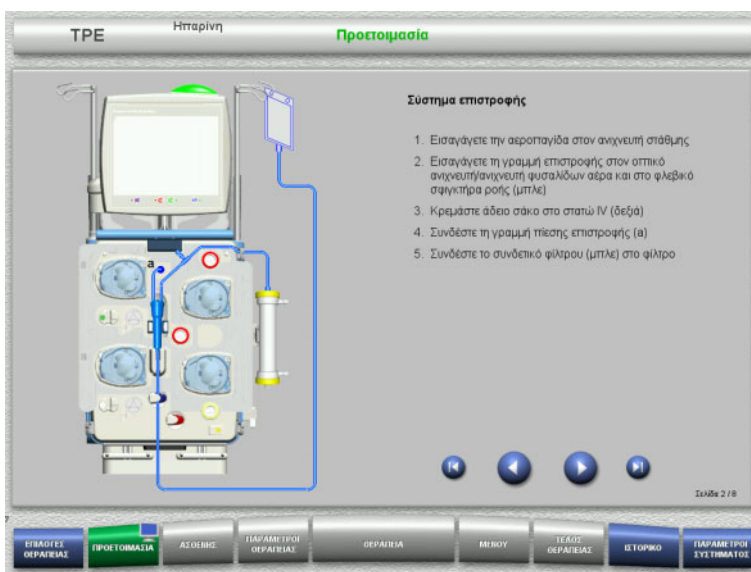 TPE
Ηπαρίνη
Προετοιμασία
Σύστημα επιστροφής
1. Εισαγάγετε την αεροπαγίδα στον ανιχνευτή στάθμης
2. Εισαγάγετε τη γραμμή επιστροφής στον οπτικό
ανιχνευτή/ανιχνευτή φυσαλίδων αέρα και στο φλεβικό
σφιγκτήρα ροής (μπλε)
3. Κρεμάστε άδειο σάκο στο στατώ IV (δεξιά)
4. Συνδέστε τη γραμμή πίεσης επιστροφής (a)
5. Συνδέστε το συνδετικό φίλτρου (μπλε) στο φίλτρο
a
Σελίδα 2 / 8
ΕΠΙΛΟΓΕΣ
ΘΕΡΑΠΕΙΑΣ
ΠΡΟΕΤΟΙΜΑΣΙΑ
ΑΣΘΕΝΗΣ
ΠΑΡΑΜΕΤΡΟΙ
ΘΕΡΑΠΕΙΑΣ
ΘΕΡΑΠΕΙΑ
ΜΕΝΟΥ
ΤΕΛΟΣ
ΘΕΡΑΠΕΙΑΣ
ΙΣΤΟΡΙΚΟ
ΠΑΡΑΜΕΤΡΟΙ
ΣΥΣΤΗΜΑΤΟΣ